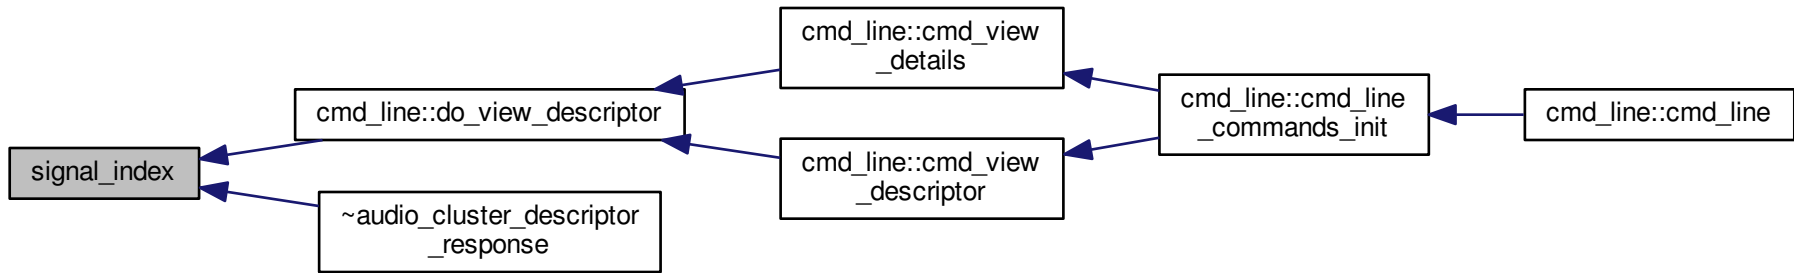 signal_index
cmd_line::do_view_descriptor
~audio_cluster_descriptor
_response
cmd_line::cmd_view
_details
cmd_line::cmd_view
_descriptor
cmd_line::cmd_line
_commands_init
cmd_line::cmd_line